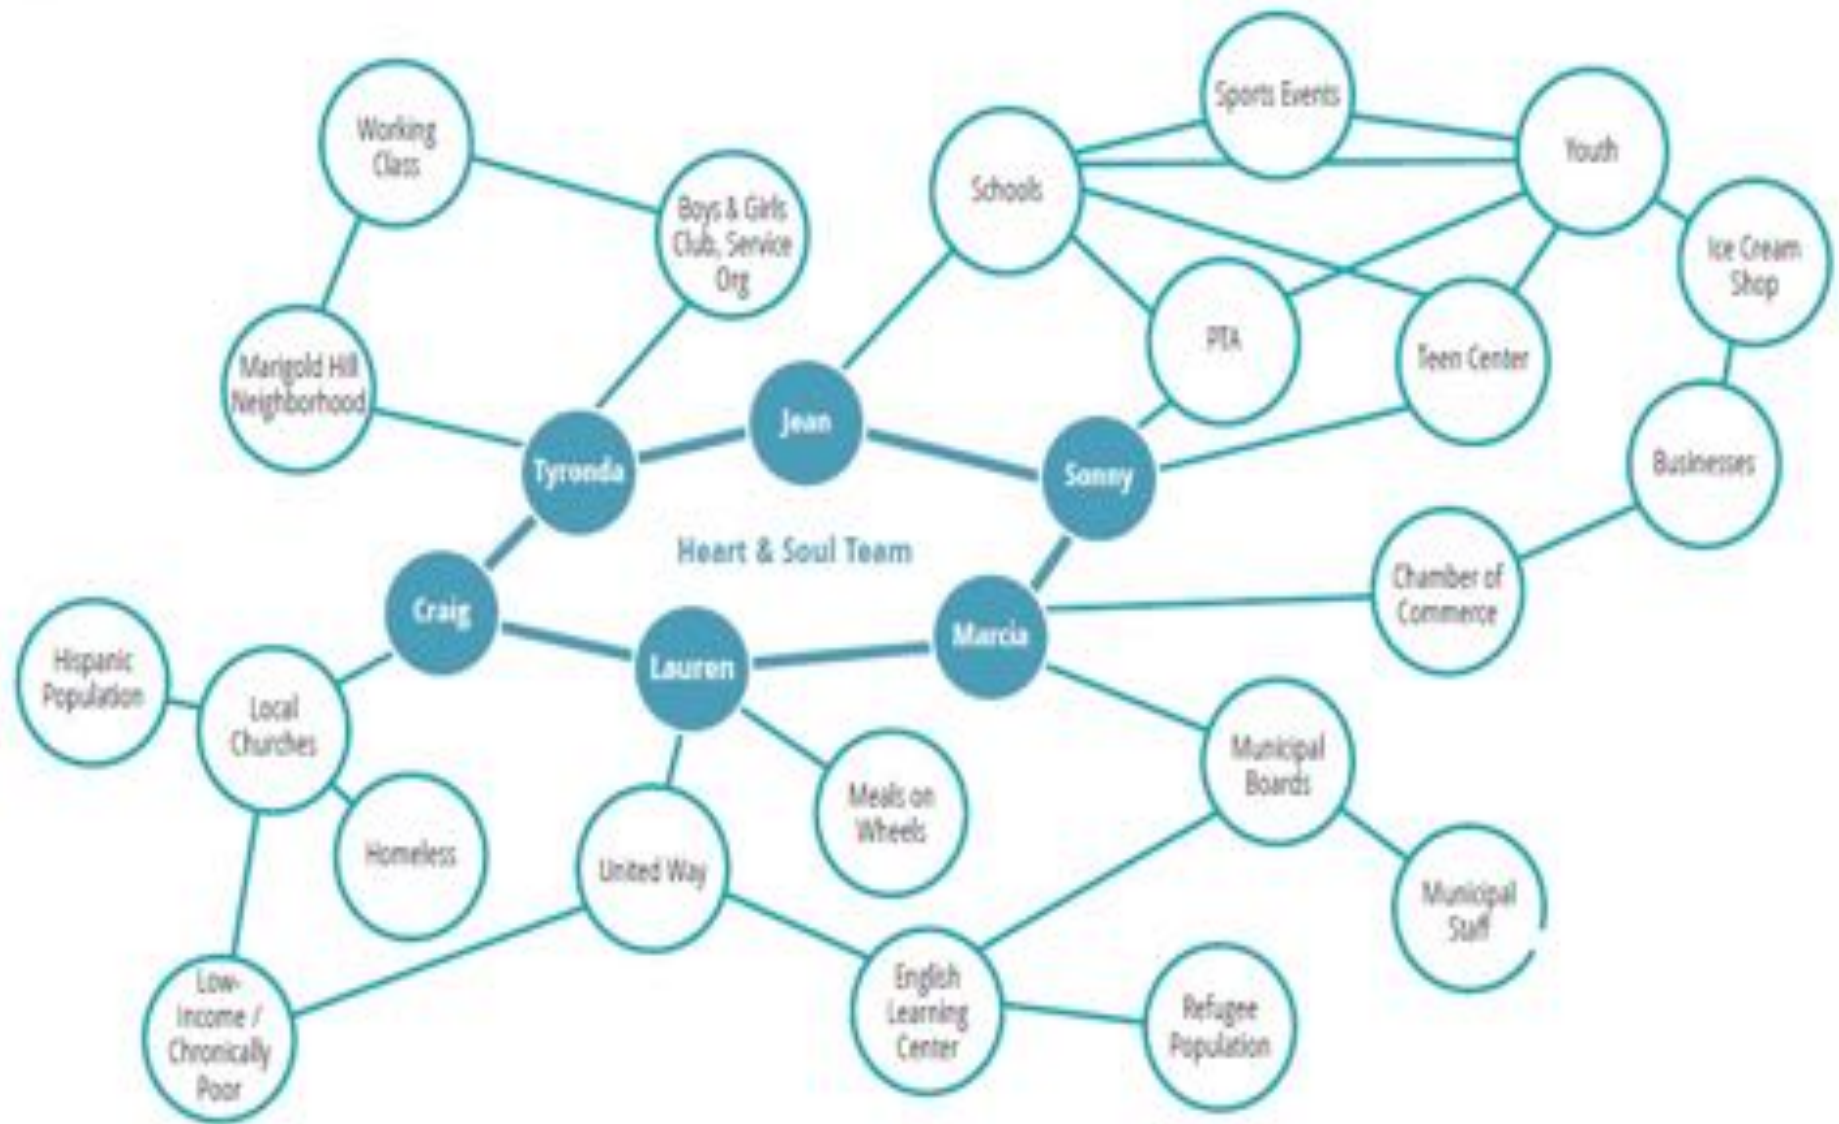 Sports Events
Working
Class
Youth
Schools
Boys & Girls
Club, Service
Org
Ice Cream
Shop
PTA
Teen Center
Marigold Hill
Neighborhood
Jean
Tyronda
Sonny
Businesses
Heart & Soul Team
Chamber of
Commerce
Craig
Marcia
Lauren
Hispanic
Population
Local
Churches
Municipal
Boards
Meals on
Wheels
Homeless
United Way
Municipal
Staff
Low-
Income /
Chronically
Poor
English
Learning
Center
Refugee
Population